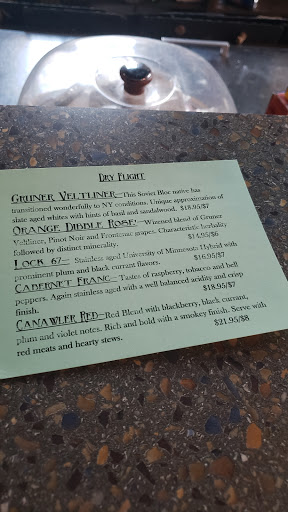 Dry Flight
Gruner Veltliner—This Soviet Bloc native has
transitioned wonderfully to NY conditions. Unique approximation of
slate aged whites with hints of basil and sandalwood. $18.95/$7
Orange Dibble Rose'—Wizened blend of Gruner
Veltliner, Pinot Noir and Frontenac grapes. Characteristic herbality
followed by distinct minerality. $14.95/$6
Lock 67— Stainless aged University of Minnesota Hybrid with
prominent plum and black currant flavors. $16.95/$7
Cabernet Franc—Tastes of raspberry, tobacco and bell
peppers. Again stainless aged with a well balanced acidity and crisp
finish. $18.95/$7
Canawler Red—Red Blend with blackberry, black currant,
plum and violet notes. Rich and bold with a smokey finish. Serve with
red meats and hearty stews. $21.95/$8